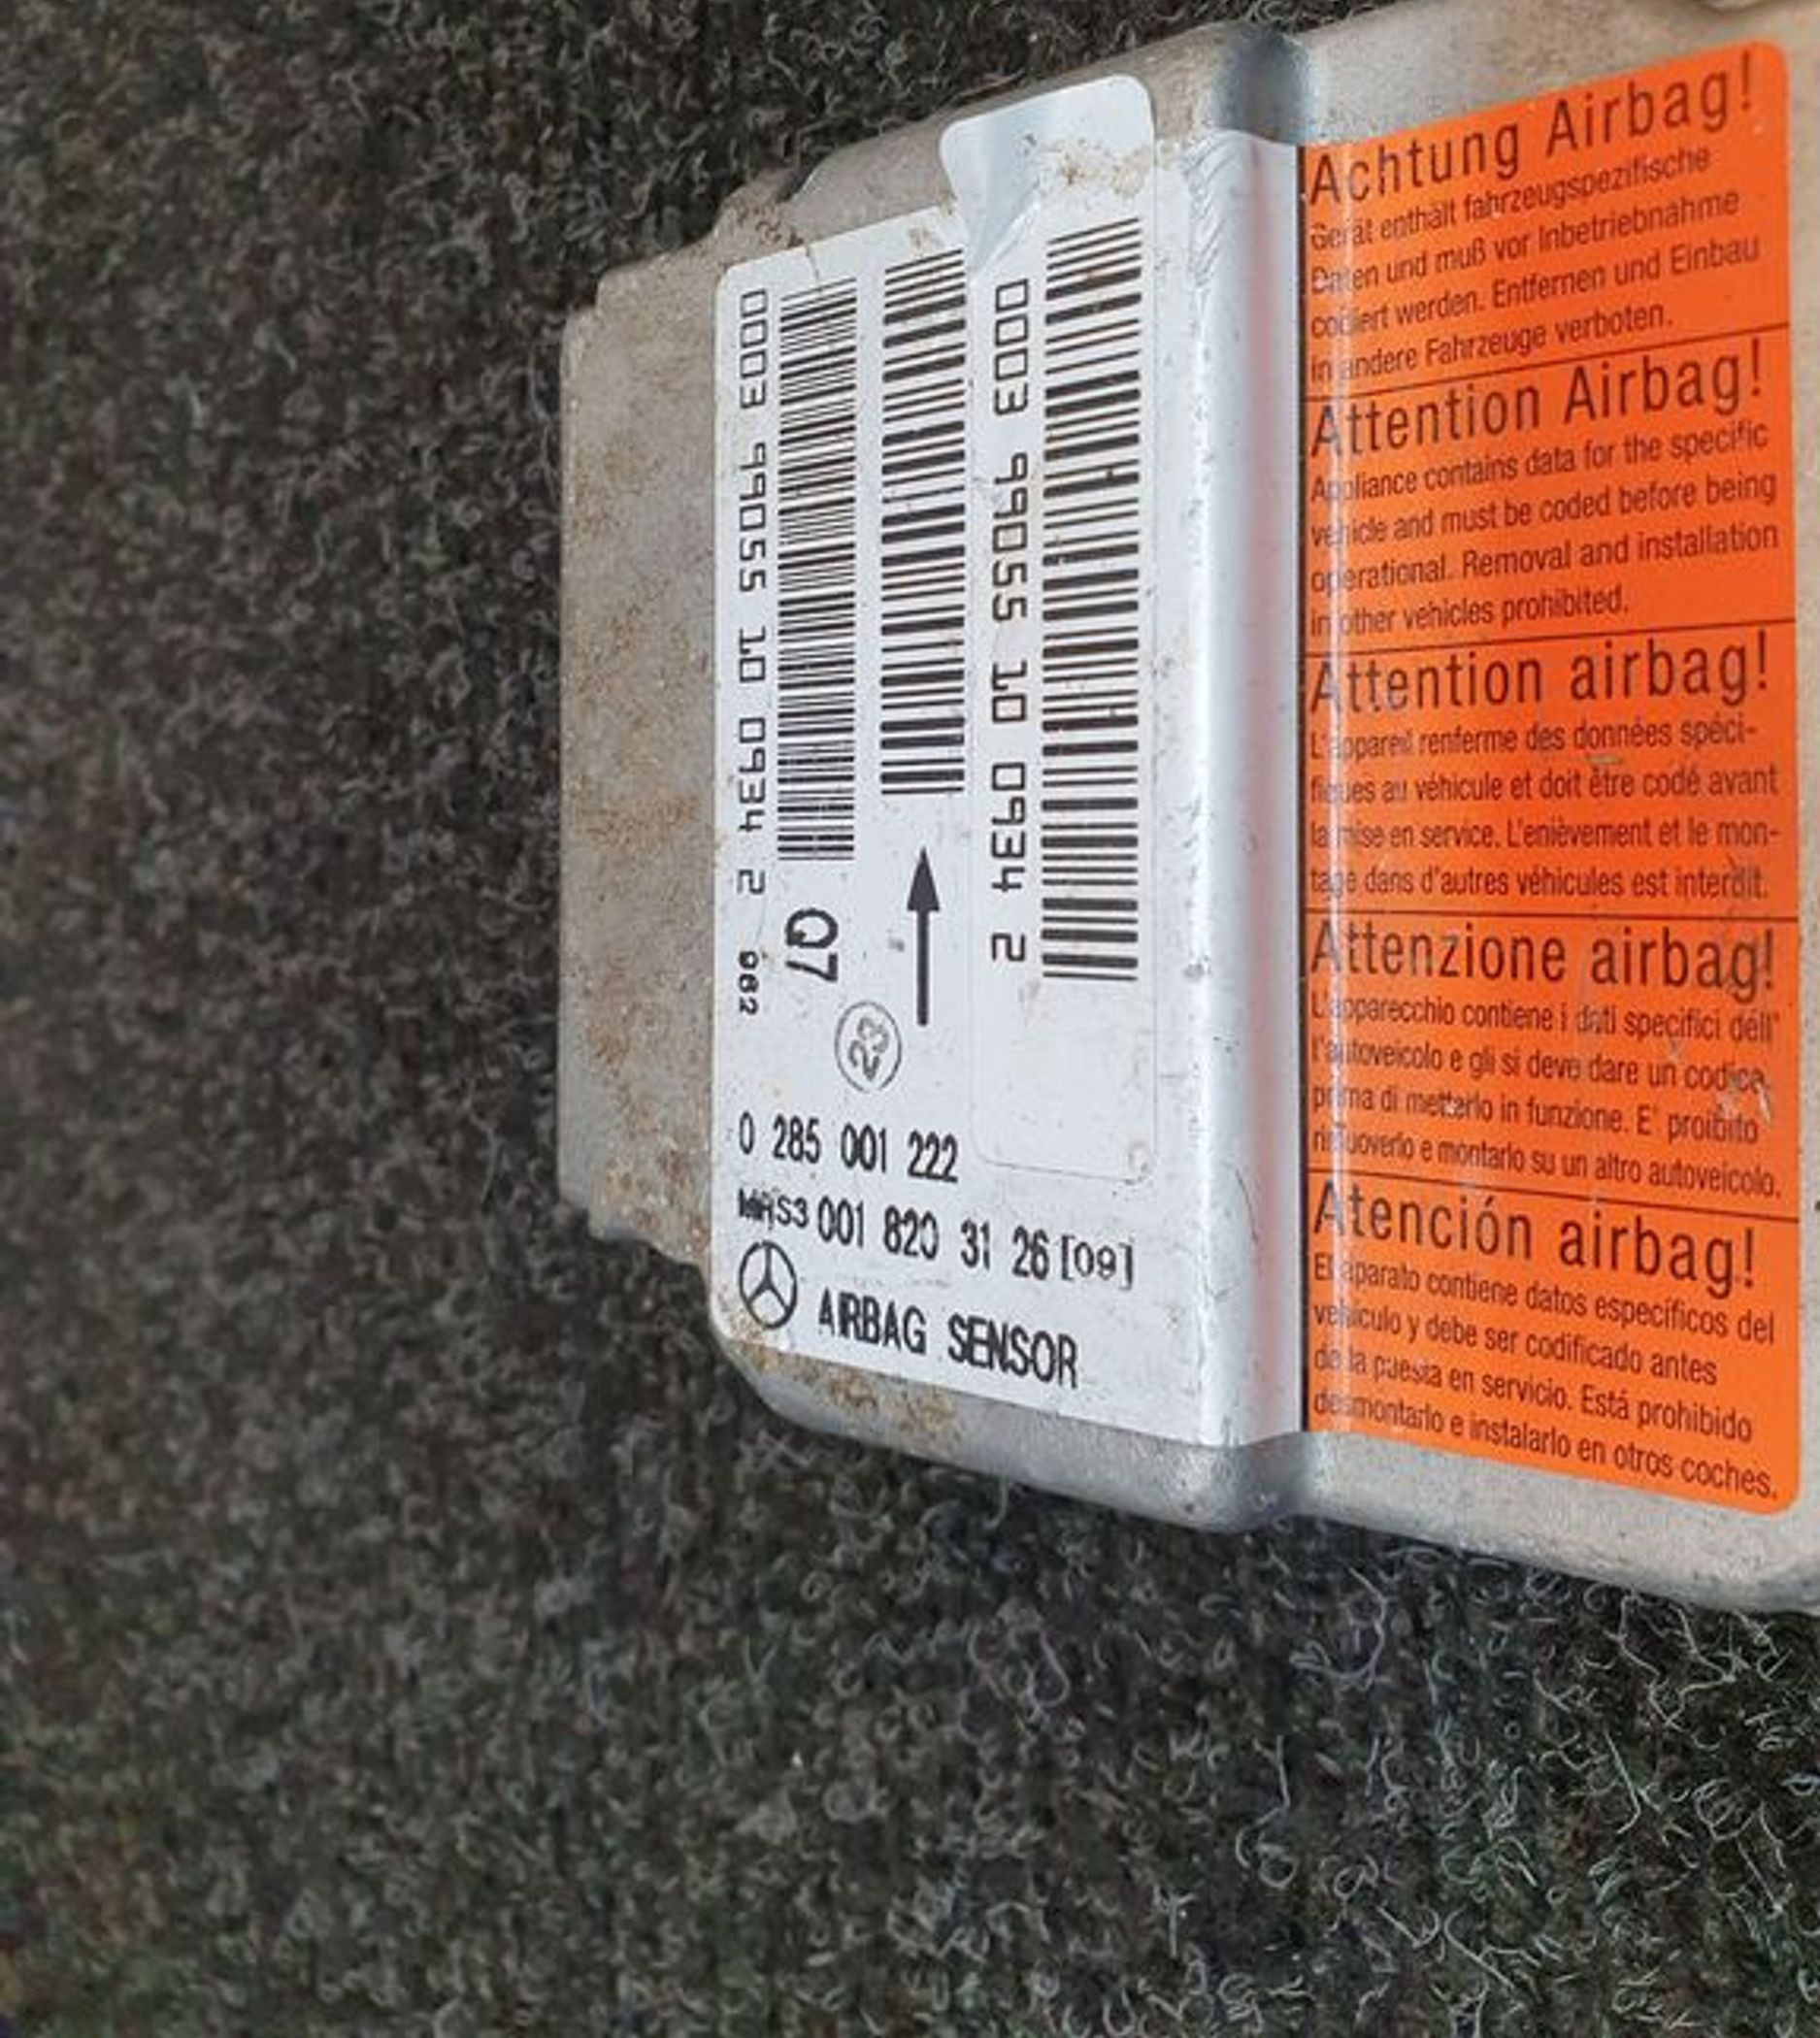 0003 99055 10 0934 2 982
Q7
0003 99055 10 0934 2
0 285 001 222
MRS3 001 820 31 26 [09]
AIRBAG SENSOR
Achtung Airbag!
Gerät enthält fahrzeugspezifische
Daten und muß vor Inbetriebnahme
codiert werden. Entfernen und Einbau
in andere Fahrzeuge verboten.
Attention Airbag!
Appliance contains data for the specific
vehicle and must be coded before being
operational. Removal and installation
in other vehicles prohibited.
Attention airbag!
L'appareil renferme des données spéci-
fiques au véhicule et doit être codé avant
la mise en service. L'enièvement et le mon-
tage dans d'autres véhicules est interdit.
Attenzione airbag!
L'apparecchio contiene i dati specifici dell'
l'autoveicolo e gli si deve dare un codice
prima di metterlo in funzione. E' proibito
rimuoverlo e montarlo su un altro autoveicolo.
Atención airbag!
El aparato contiene datos específicos del
vehículo y debe ser codificado antes
de la puesta en servicio. Está prohibido
desmontarlo e instalarlo en otros coches.